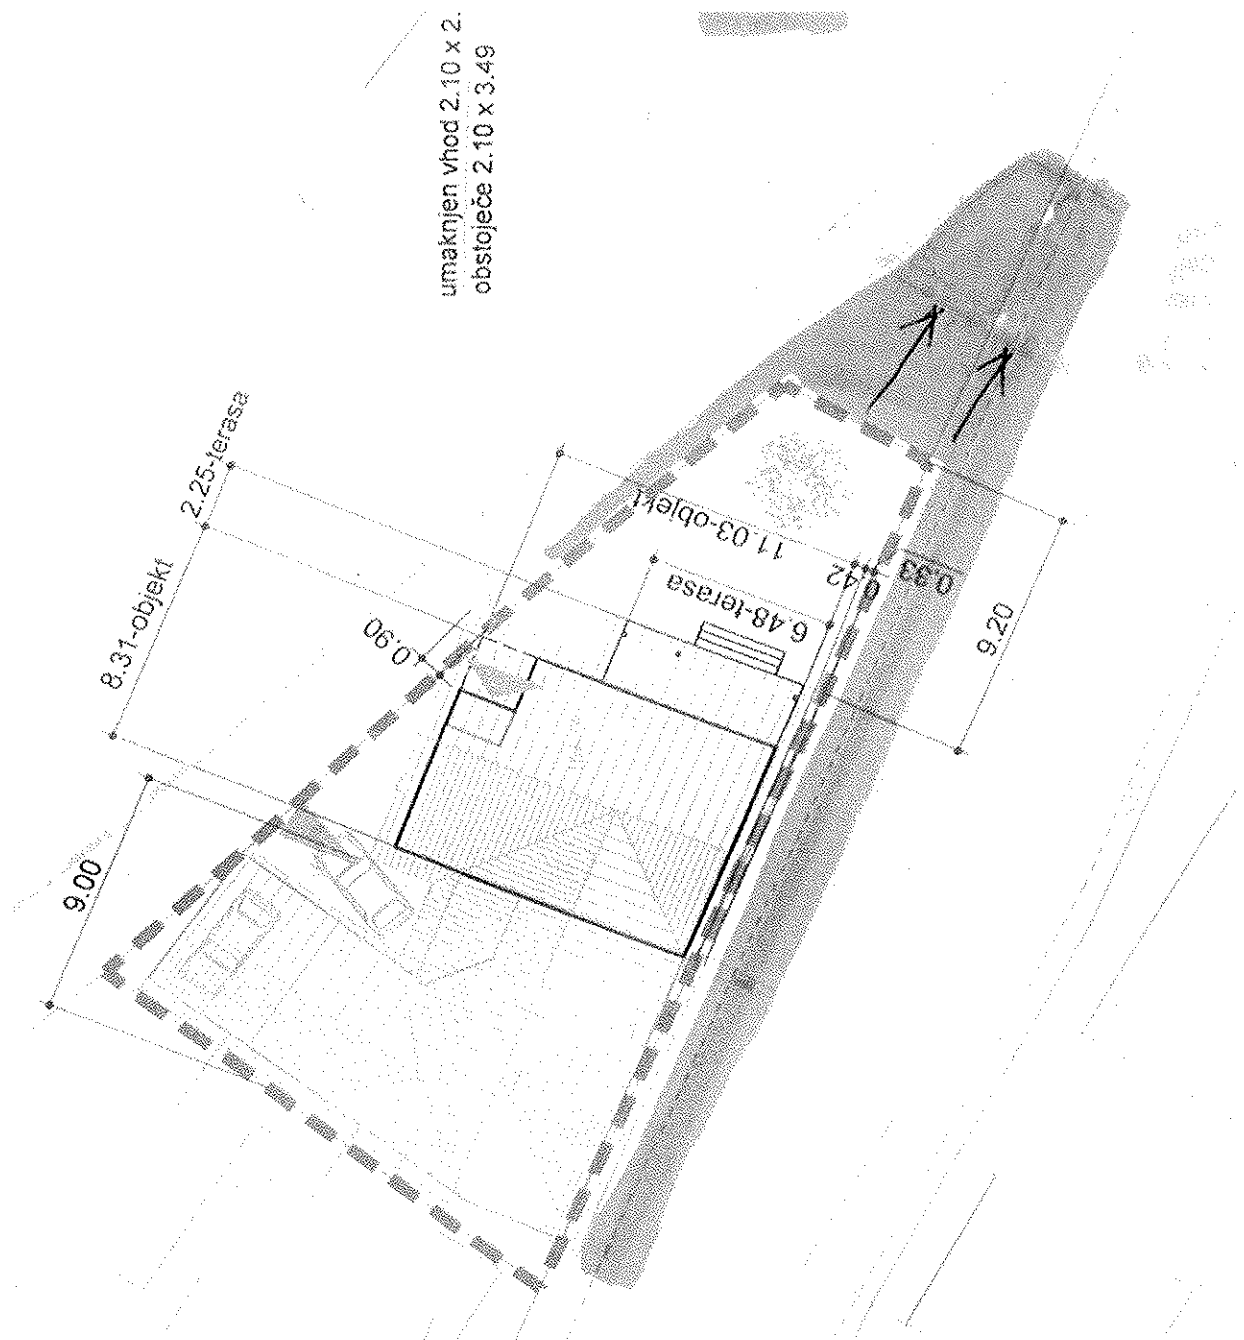 umaknjen vhod 2.10 x 2.
obstoječe 2.10 x 3.49
2.25-terasa
8.31-objekt
9.00
0.90
11.03-objekt
6.48-terasa
0.42
0.93
9.20